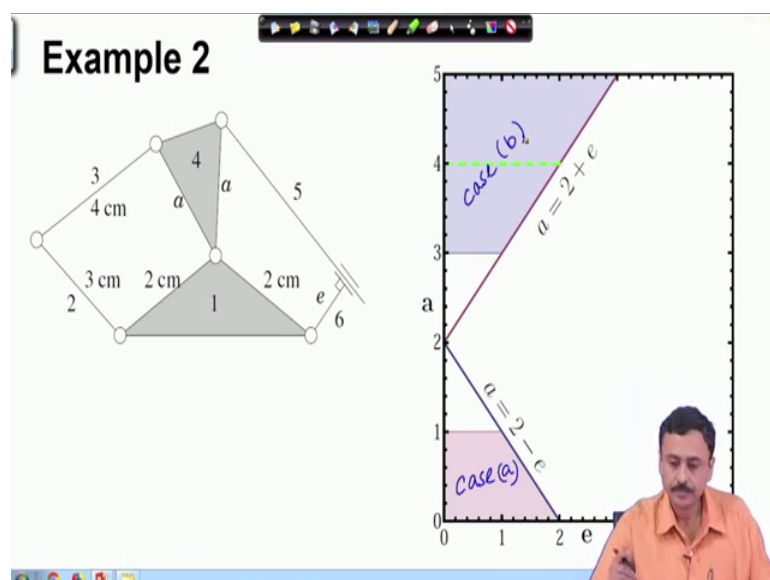 Example 2
3
4 cm
4
a
a
5
3 cm
2 cm
2 cm
e
2
1
6
5
4
3
2
1
0
a
case (b)
a = 2 + e
a = 2 - e
case (a)
0
1
2
e